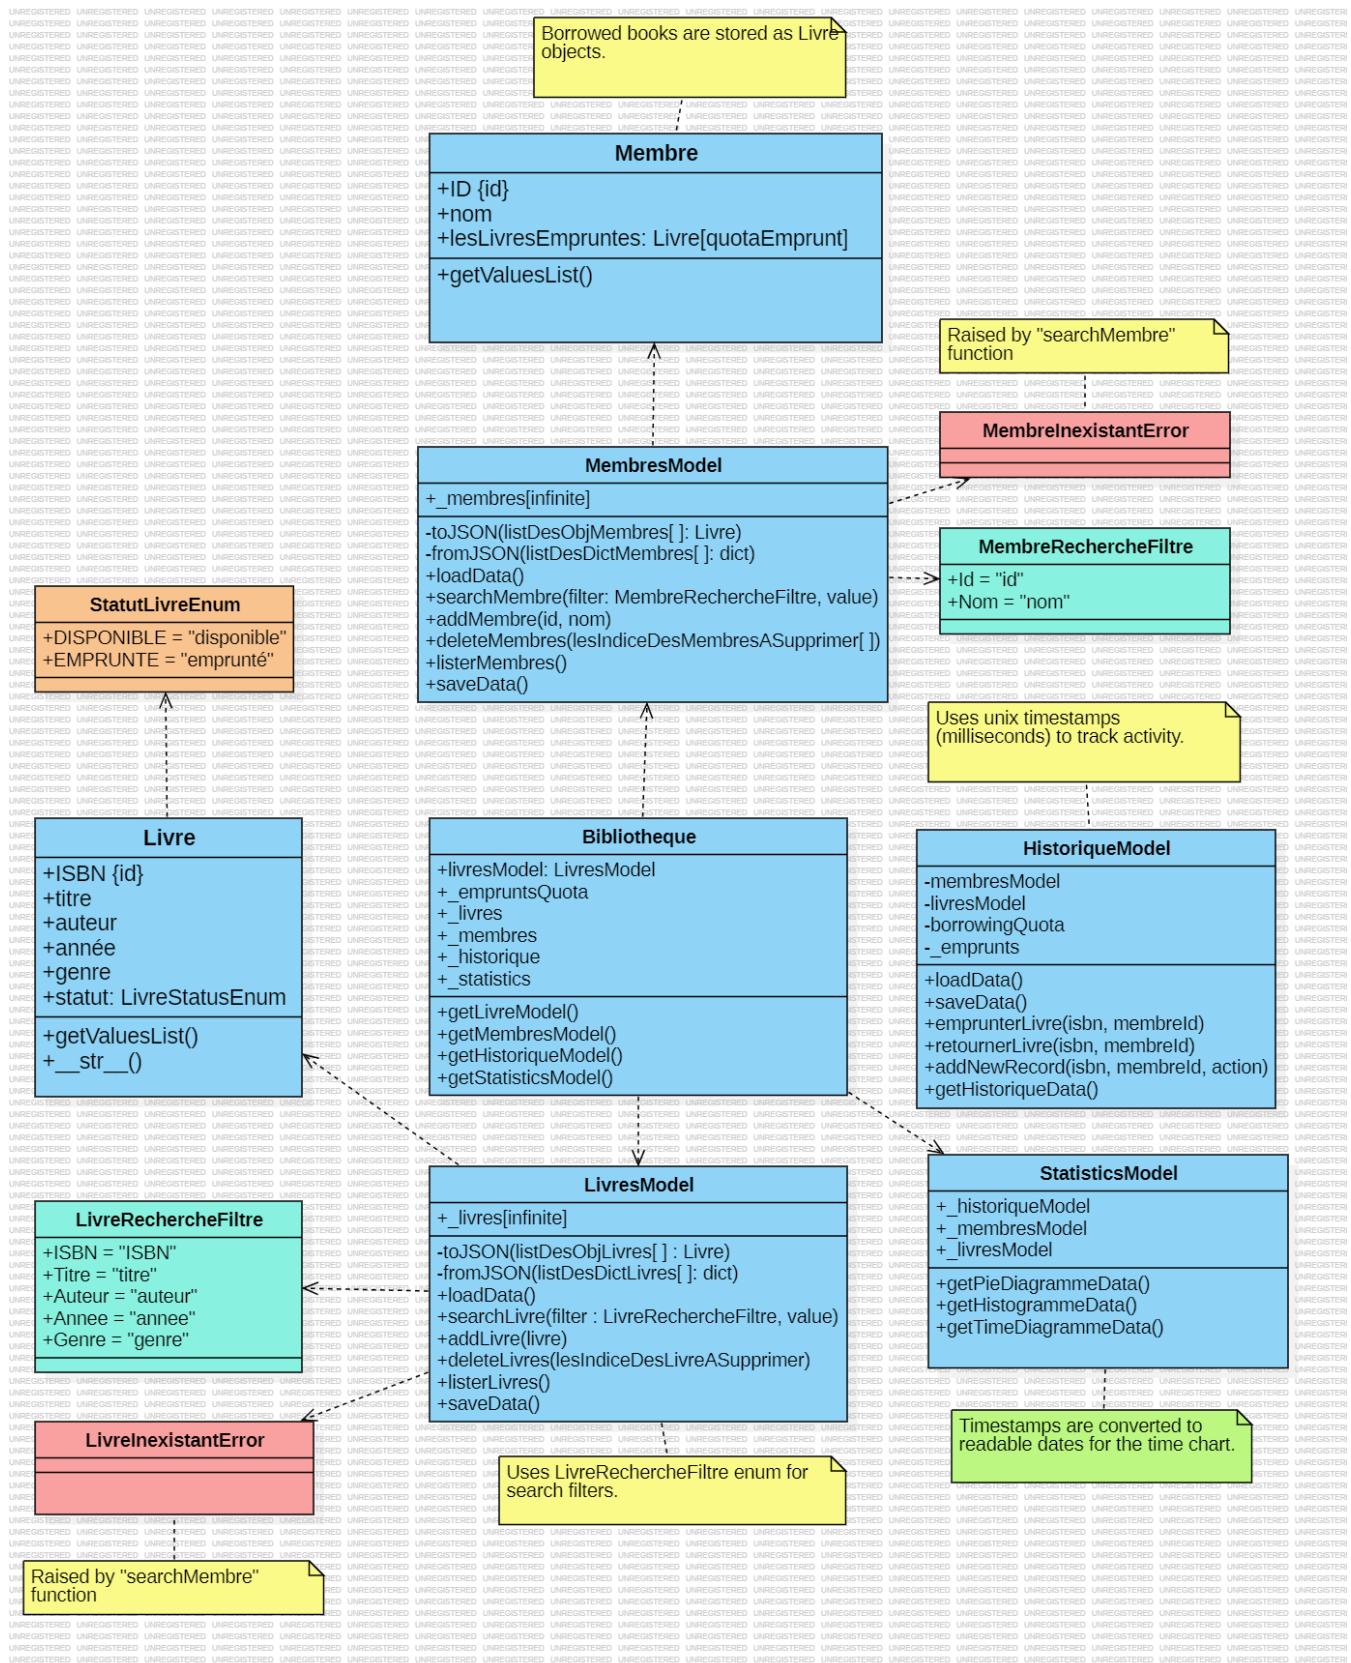 Borrowed books are stored as Livre
objects.
Membre
+ID {id}
+nom
+lesLivresEmpruntes: Livre[quotaEmprunt]
+getValuesList()
Raised by "searchMembre"
function
MembreInexistantError
MembresModel
+_membres[infinite]
-toJSON(listDesObjMembres[ ]: Livre)
-fromJSON(listDesDictMembres[ ]: dict)
+loadData()
+searchMembre(filter: MembreRechercheFiltre, value)
+addMembre(id, nom)
+deleteMembres(lesIndiceDesMembresASupprimer[ ])
+listerMembres()
+saveData()
MembreRechercheFiltre
+Id = "id"
+Nom = "nom"
StatutLivreEnum
+DISPONIBLE = "disponible"
+EMPRUNTE = "emprunté"
Uses unix timestamps
(milliseconds) to track activity.
Livre
+ISBN {id}
+titre
+auteur
+année
+genre
+statut: LivreStatusEnum
+getValuesList()
+__str__()
Bibliotheque
+livresModel: LivresModel
+_empruntsQuota
+_livres
+_membres
+_historique
+_statistics
+getLivreModel()
+getMembresModel()
+getHistoriqueModel()
+getStatisticsModel()
HistoriqueModel
-membresModel
-livresModel
-borrowingQuota
-_emprunts
+loadData()
+saveData()
+emprunterLivre(isbn, membreId)
+retournerLivre(isbn, membreId)
+addNewRecord(isbn, membreId, action)
+getHistoriqueData()
LivresModel
+_livres[infinite]
-toJSON(listDesObjLivres[ ] : Livre)
-fromJSON(listDesDictLivres[ ]: dict)
+loadData()
+searchLivre(filter : LivreRechercheFiltre, value)
+addLivre(livre)
+deleteLivres(lesIndiceDesLivreASupprimer)
+listerLivres()
+saveData()
StatisticsModel
+_historiqueModel
+_membresModel
+_livresModel
+getPieDiagrammeData()
+getHistogrammeData()
+getTimeDiagrammeData()
LivreRechercheFiltre
+ISBN = "ISBN"
+Titre = "titre"
+Auteur = "auteur"
+Annee = "annee"
+Genre = "genre"
LivreInexistantError
Timestamps are converted to
readable dates for the time chart.
Uses LivreRechercheFiltre enum for
search filters.
Raised by "searchMembre"
function
UNREGISTERED